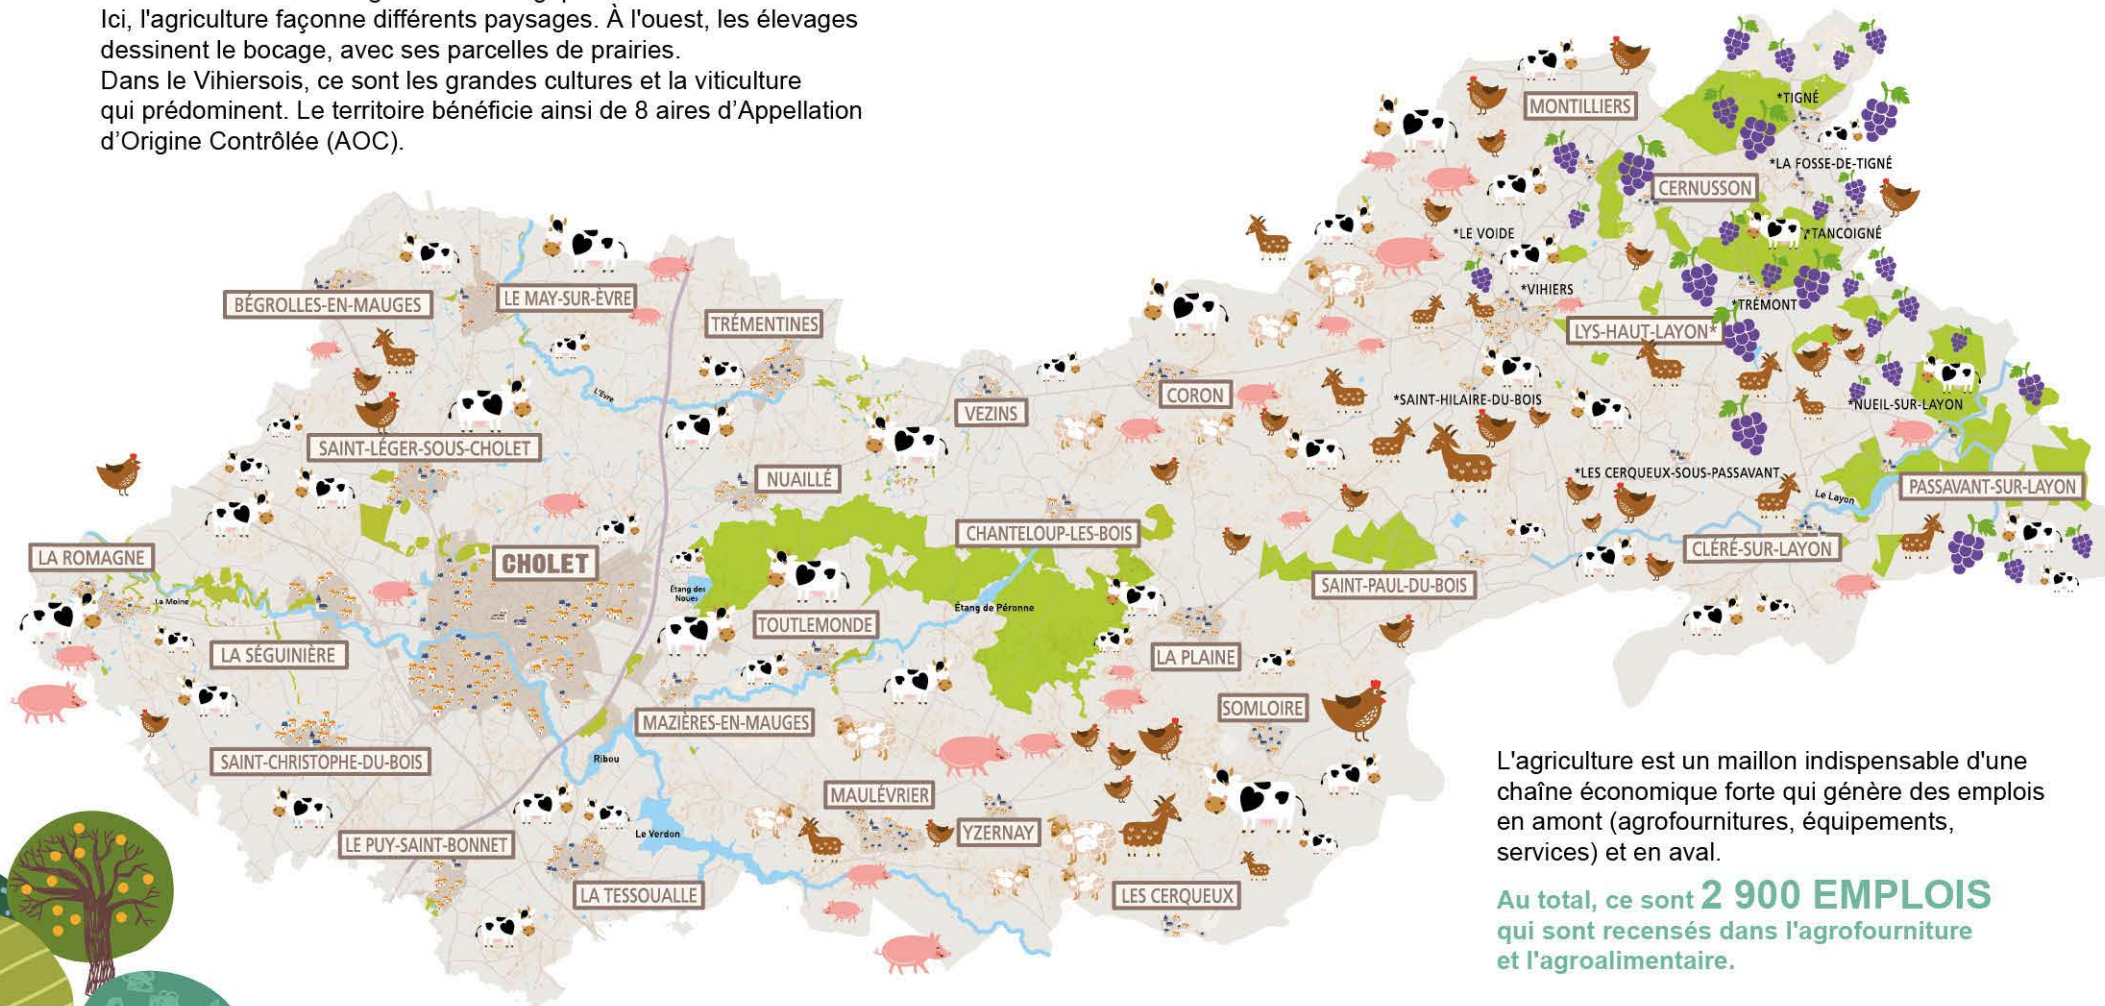 Ici, l'agriculture façonne différents paysages. À l'ouest, les élevages
dessinent le bocage, avec ses parcelles de prairies.
Dans le Vihiersois, ce sont les grandes cultures et la viticulture
qui prédominent. Le territoire bénéficie ainsi de 8 aires d'Appellation
d'Origine Contrôlée (AOC).
MONTILLIERS
*TIGNÉ
*LA FOSSE-DE-TIGNÉ
CERNUSSON
*LE VOIDE
*TANCOIGNÉ
*VIHIERS
*TRÉMONT
LYS-HAUT-LAYON*
BÉGROLLES-EN-MAUGES
LE MAY-SUR-ÈVRE
TRÉMENTINES
L'Evre
VEZINS
CORON
*SAINT-HILAIRE-DU-BOIS
*NUEIL-SUR-LAYON
SAINT-LÉGER-SOUS-CHOLET
NUAILLÉ
*LES CERQUEUX-SOUS-PASSAVANT
PASSAVANT-SUR-LAYON
Le Layon
CHANTELOUP-LES-BOIS
CLÉRÉ-SUR-LAYON
LA ROMAGNE
CHOLET
SAINT-PAUL-DU-BOIS
Étang des
Noues
La Moine
Étang de Péronne
TOUTLEMONDE
LA SÉGUINIÈRE
LA PLAINE
SOMLOIRE
MAZIÈRES-EN-MAUGES
SAINT-CHRISTOPHE-DU-BOIS
Ribou
MAULÉVRIER
Le Verdon
YZERNAY
LE PUY-SAINT-BONNET
LA TESSOUALLE
LES CERQUEUX
L'agriculture est un maillon indispensable d'une
chaîne économique forte qui génère des emplois
en amont (agrofournitures, équipements,
services) et en aval.
Au total, ce sont 2 900 EMPLOIS
qui sont recensés dans l'agrofourniture
et l'agroalimentaire.